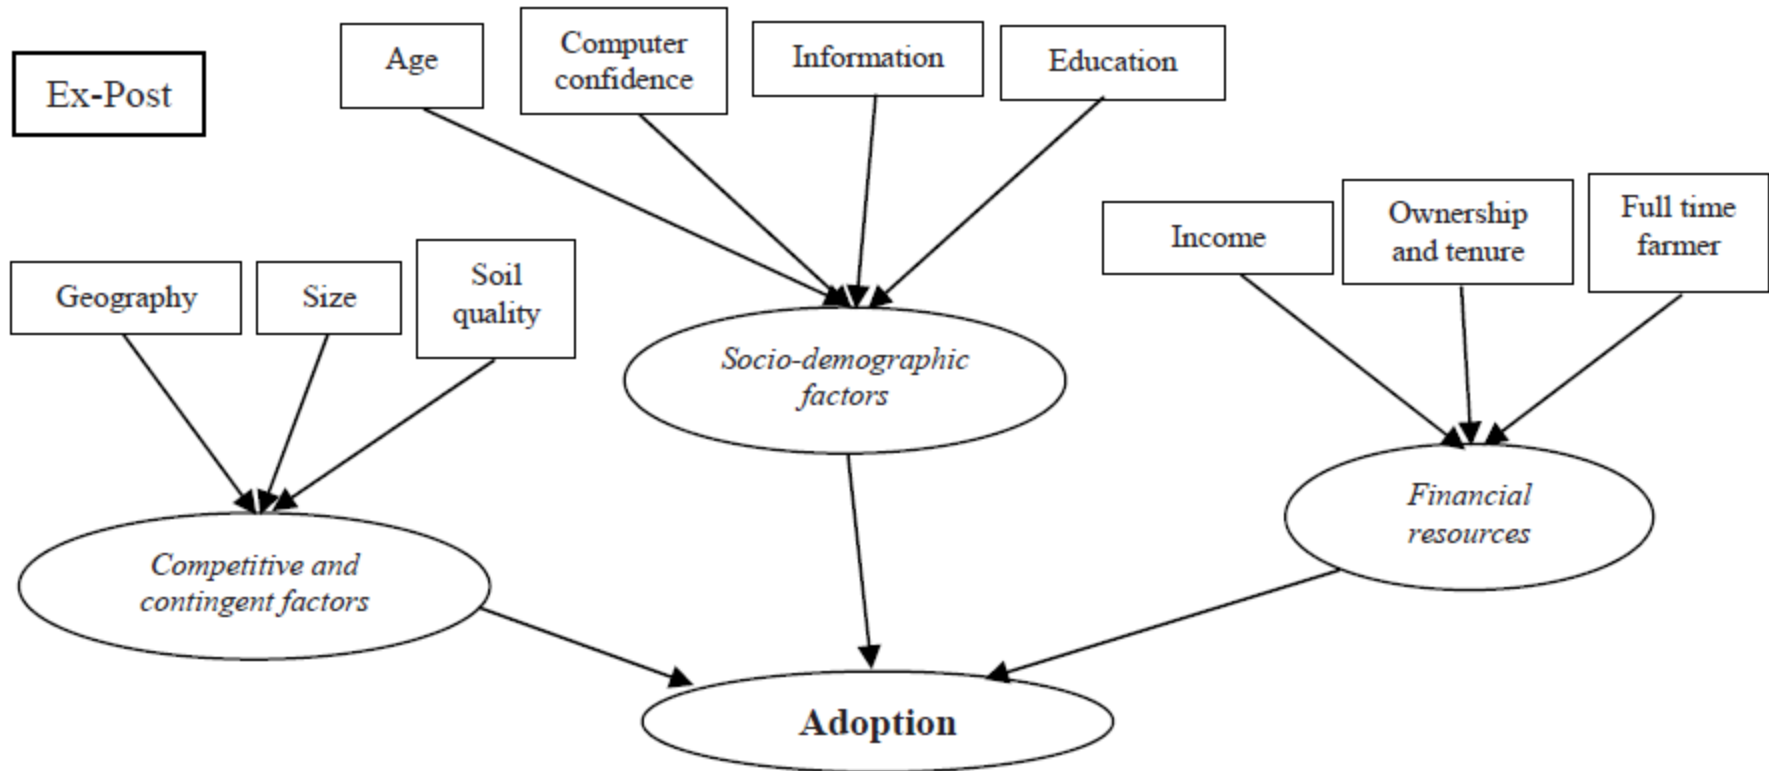 Ex-Post
Age
Computer
confidence
Information
Education
Income
Ownership
and tenure
Full time
farmer
Geography
Size
Soil
quality
Socio-demographic
factors
Financial
resources
Competitive and
contingent factors
Adoption